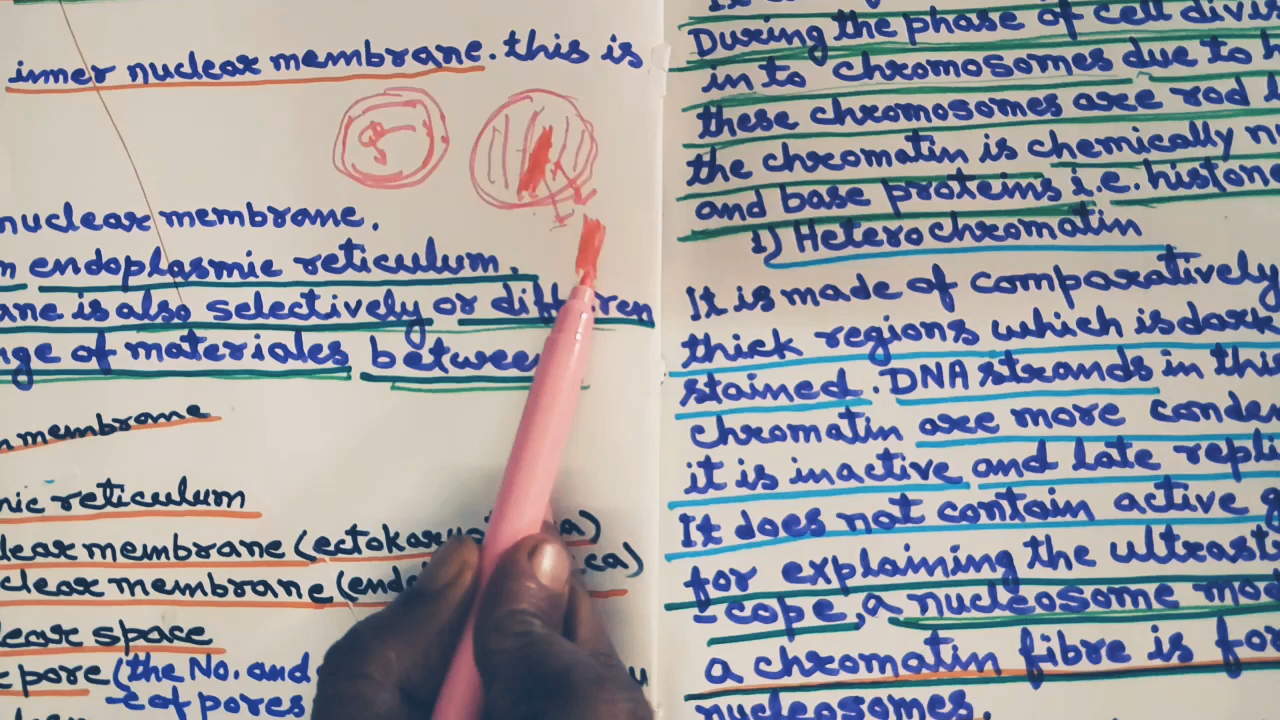 inner nuclear membrane. this is
nuclear membrane.
endoplasmic reticulum.
is also selectively or differen
of materiales between
membrane
reticulum
membrane (ectokaryo
membrane (end
space
pore (the No. and
of pores
During the phase of cell divis
in to chromosomes due to h
these chromosomes are rod
the chromatin is chemically n
and base proteins i.e. histone
1) Heterochromatin
It is made of comparatively
thick regions which is dark
stained. DNA strands in this
chromatin are more conde
it is inactive and late repli
It does not contain active g
for explaining the ultrast
-cope, a nucleosome mod
a chromatin fibre is for
nucleosomes.